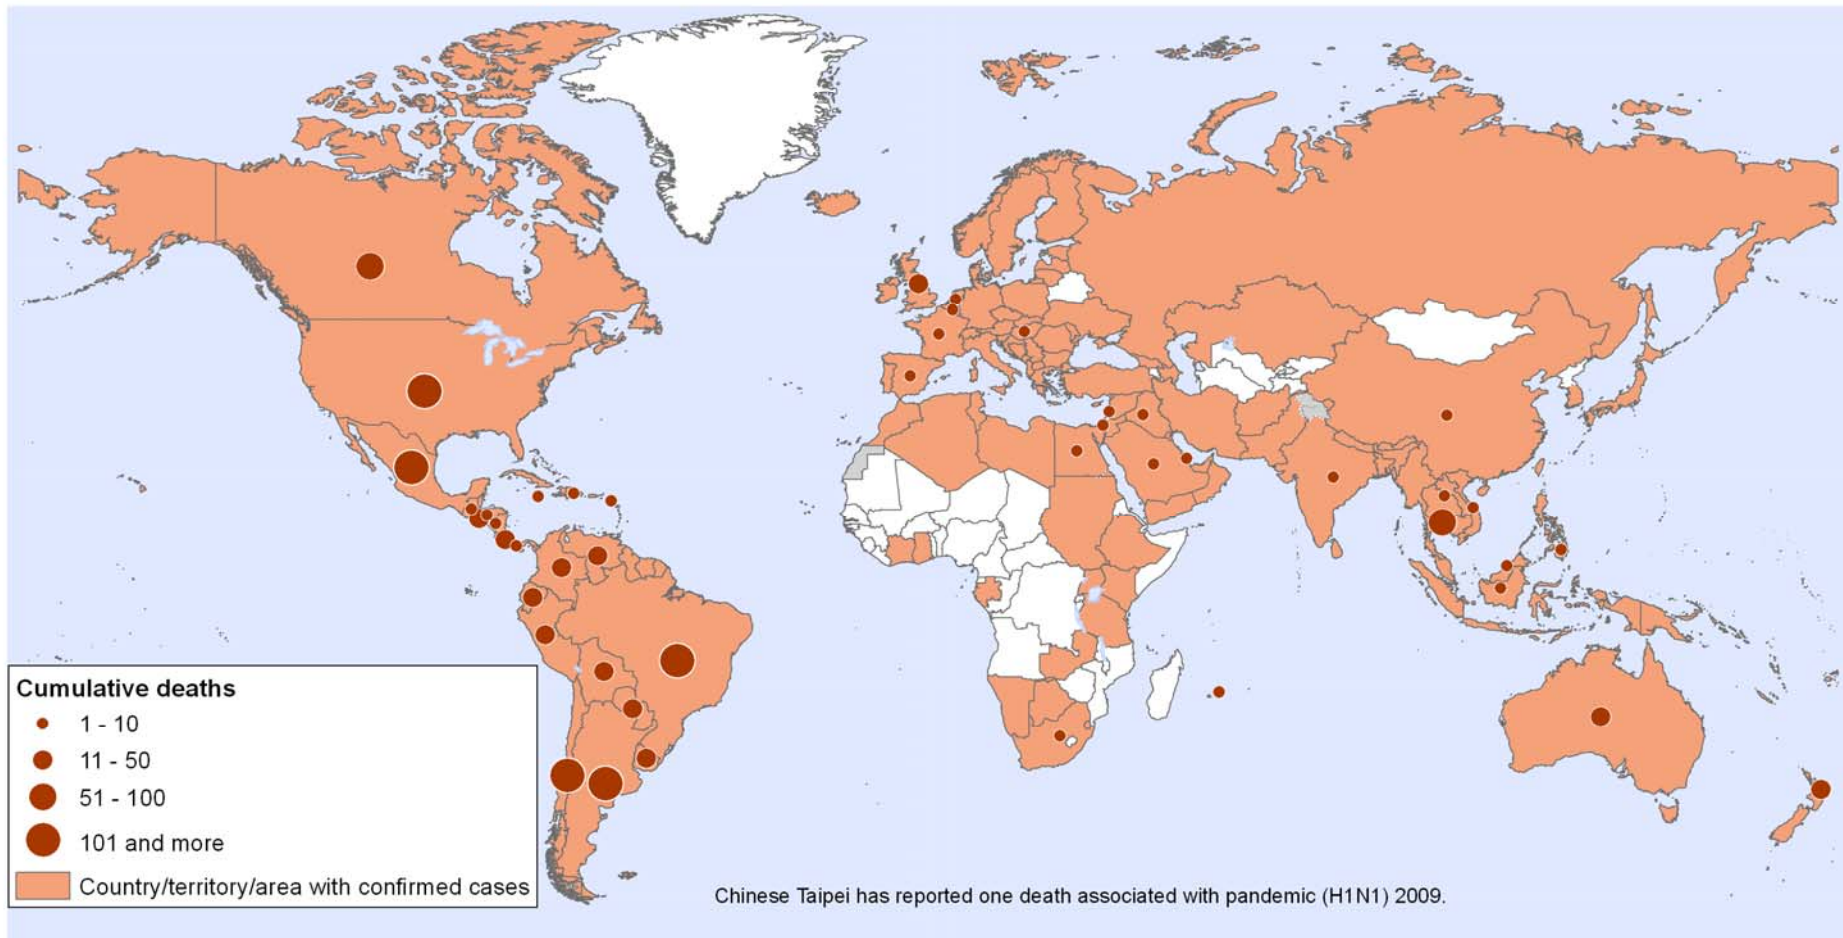 Cumulative deaths
1 - 10
11 - 50
51 - 100
101 and more
Country/territory/area with confirmed cases
Chinese Taipei has reported one death associated with pandemic (H1N1) 2009.